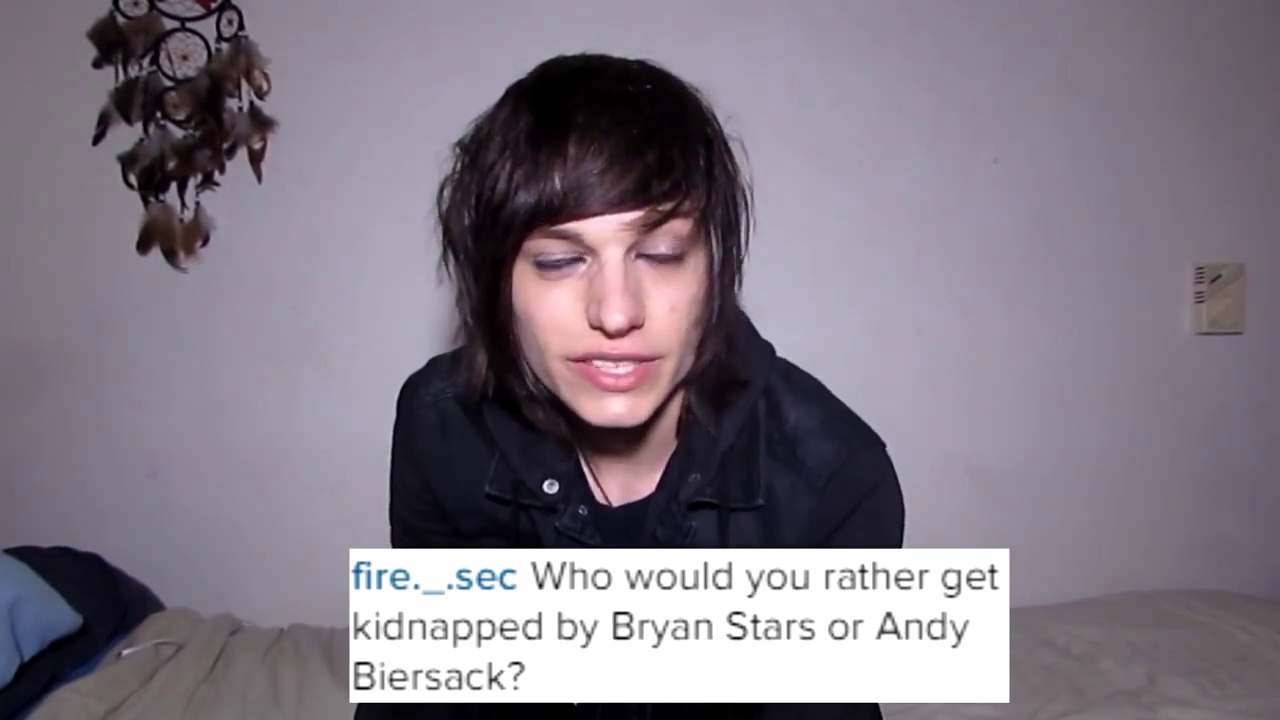 fire._.sec Who would you rather get
kidnapped by Bryan Stars or Andy
Biersack?